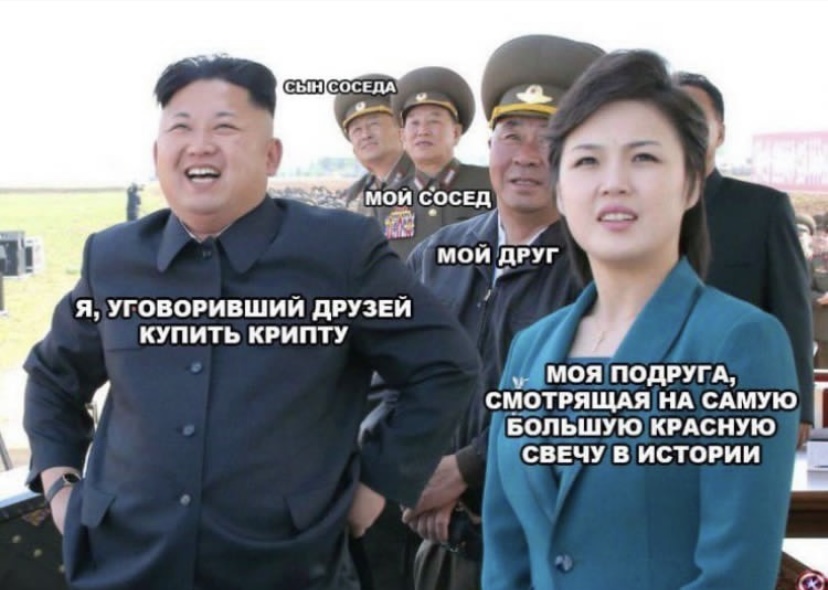 СЫН СОСЕДА
МОЙ СОСЕД
МОЙ ДРУГ
Я, УГОВОРИВШИЙ ДРУЗЕЙ
КУПИТЬ КРИПТУ
МОЯ ПОДРУГА,
СМОТРЯЩАЯ НА САМУЮ
БОЛЬШУЮ КРАСНУЮ
СВЕЧУ В ИСТОРИИ